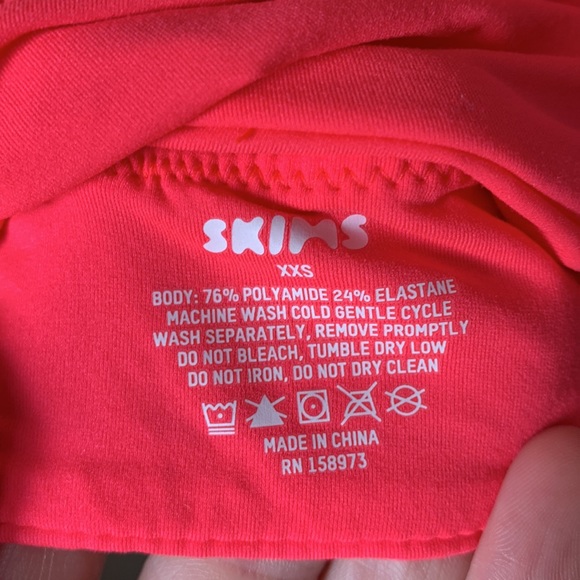 SKIMS
XXS
BODY: 76% POLYAMIDE 24% ELASTANE
MACHINE WASH COLD GENTLE CYCLE
WASH SEPARATELY, REMOVE PROMPTLY
DO NOT BLEACH, TUMBLE DRY LOW
DO NOT IRON, DO NOT DRY CLEAN
MADE IN CHINA
RN 158973